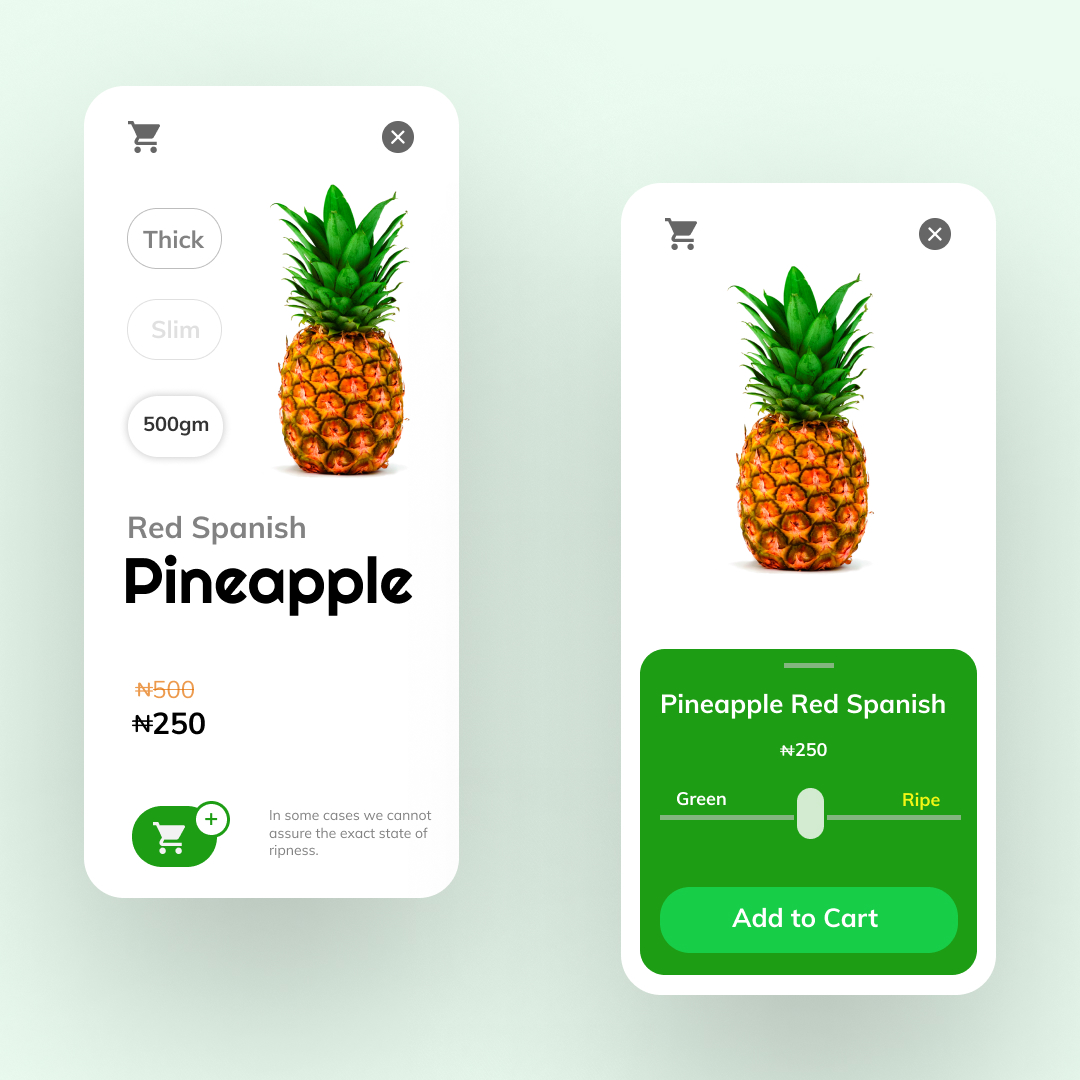 Thick
Slim
500gm
Red Spanish
Pineapple
₦500
₦250
In some cases we cannot
assure the exact state of
ripness.
Pineapple Red Spanish
₦250
Green
Ripe
Add to Cart